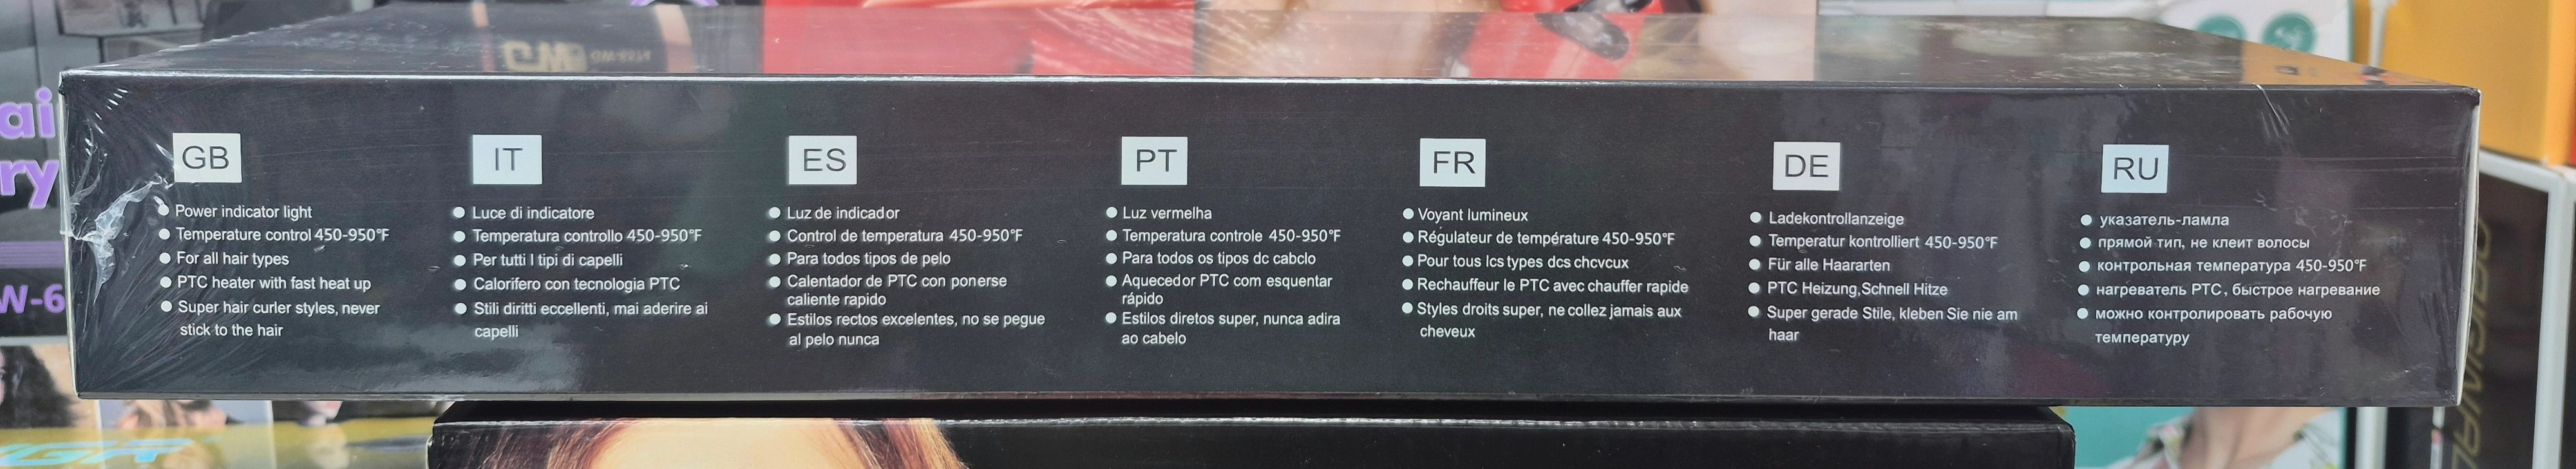 GW-6574
ai
ry
W-6
GB
● Power indicator light
● Temperature control 450-950°F
● For all hair types
● PTC heater with fast heat up
● Super hair curler styles, never
stick to the hair
IT
● Luce di indicatore
● Temperatura controllo 450-950°F
● Per tutti I tipi di capelli
● Calorifero con tecnologia PTC
● Stili diritti eccellenti, mai aderire ai
capelli
ES
● Luz de indicador
● Control de temperatura 450-950°F
● Para todos tipos de pelo
● Calentador de PTC con ponerse
caliente rapido
● Estilos rectos excelentes, no se pegue
al pelo nunca
PT
● Luz vermelha
● Temperatura controle 450-950°F
● Para todos os tipos dc cabclo
● Aquecedor PTC com esquentar
rápido
● Estilos diretos super, nunca adira
ao cabelo
FR
● Voyant lumineux
● Régulateur de température 450-950°F
● Pour tous lcs types dcs chcvcux
● Rechauffeur le PTC avec chauffer rapide
● Styles droits super, ne collez jamais aux
cheveux
DE
● Ladekontrollanzeige
● Temperatur kontrolliert 450-950°F
● Für alle Haararten
● PTC Heizung,Schnell Hitze
● Super gerade Stile, kleben Sie nie am
haar
RU
● указатель-ламла
● прямой тип, не клеит волосы
● контрольная температура 450-950°F
● нагреватель PTC, быстрое нагревание
● можно контролировать рабочую
температуру